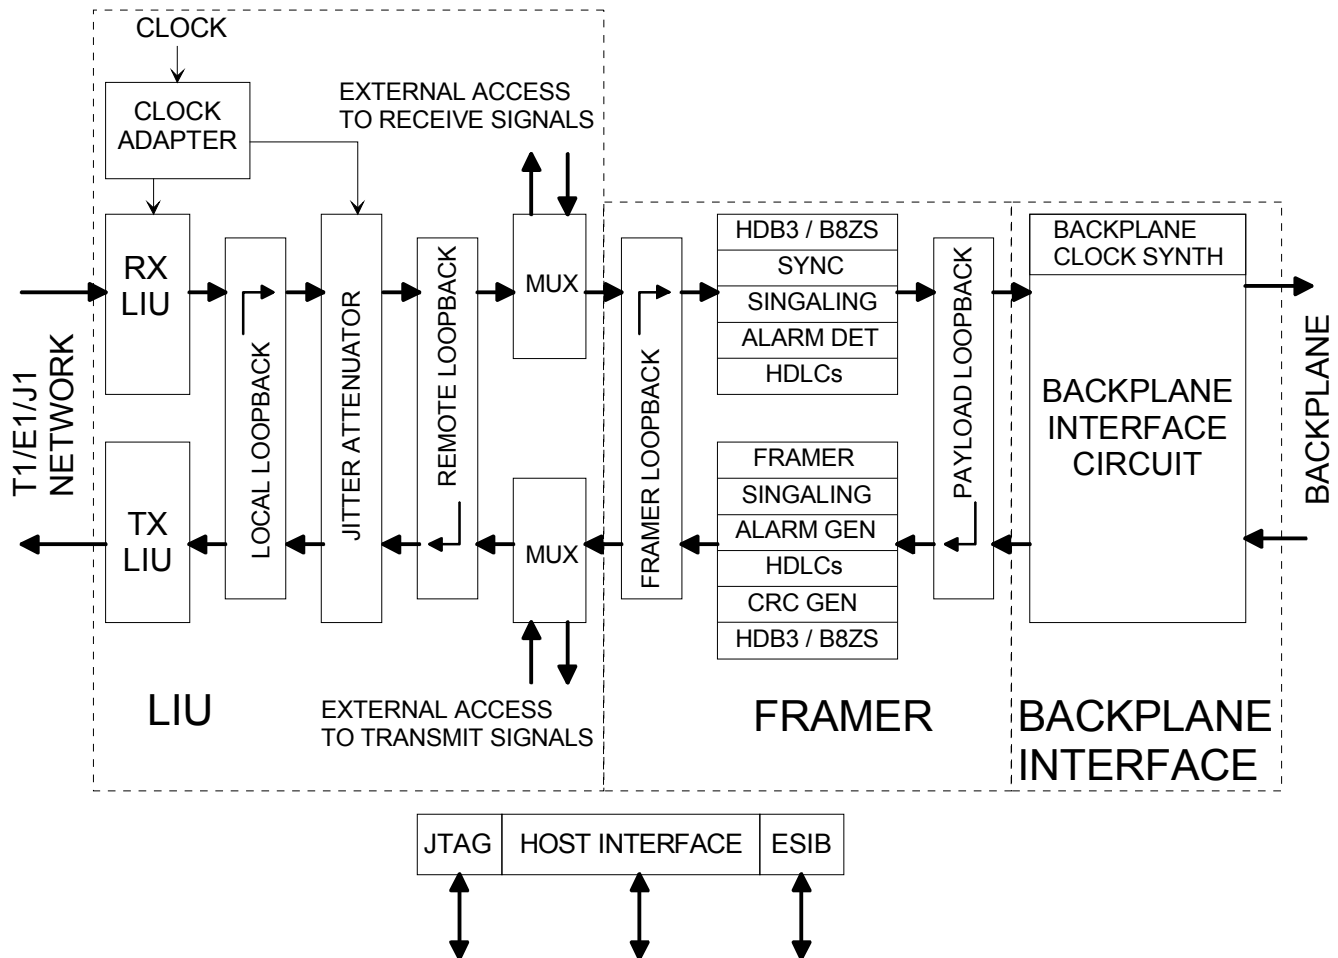 CLOCK
CLOCK
ADAPTER
EXTERNAL ACCESS
TO RECEIVE SIGNALS
RX
LIU
LOCAL LOOPBACK
JITTER ATTENUATOR
REMOTE LOOPBACK
MUX
FRAMER LOOPBACK
HDB3 / B8ZS
SYNC
SINGALING
ALARM DET
HDLCs
PAYLOAD LOOPBACK
BACKPLANE
CLOCK SYNTH
BACKPLANE
INTERFACE
CIRCUIT
BACKPLANE
T1/E1/J1
NETWORK
TX
LIU
MUX
FRAMER
SINGALING
ALARM GEN
HDLCs
CRC GEN
HDB3 / B8ZS
EXTERNAL ACCESS
TO TRANSMIT SIGNALS
LIU
FRAMER
BACKPLANE
INTERFACE
JTAG
HOST INTERFACE
ESIB